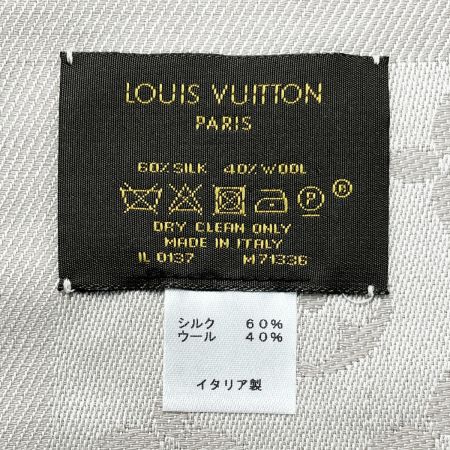 LOUIS VUITTON
PARIS
60% SILK 40% WOOL
P
DRY CLEAN ONLY
MADE IN ITALY
IL 0137 M71336
シルク 60%
ウール 40%
イタリア製